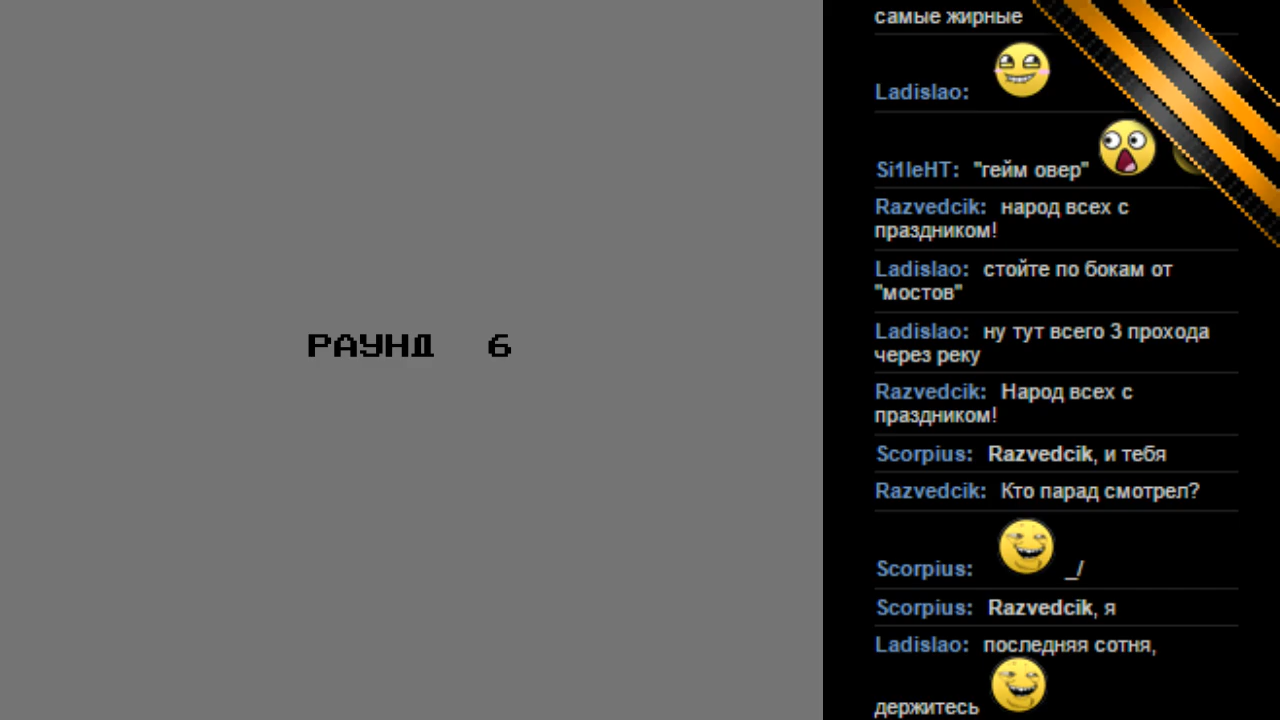 РАУНД 6
самые жирные
Ladislao:
Si1leHT: "гейм овер"
Razvedcik: народ всех с
праздником!
Ladislao: стойте по бокам от
"мостов"
Ladislao: ну тут всего 3 прохода
через реку
Razvedcik: Народ всех с
праздником!
Scorpius: Razvedcik, и тебя
Razvedcik: Кто парад смотрел?
Scorpius: _/
Scorpius: Razvedcik, я
Ladislao: последняя сотня,
держитесь